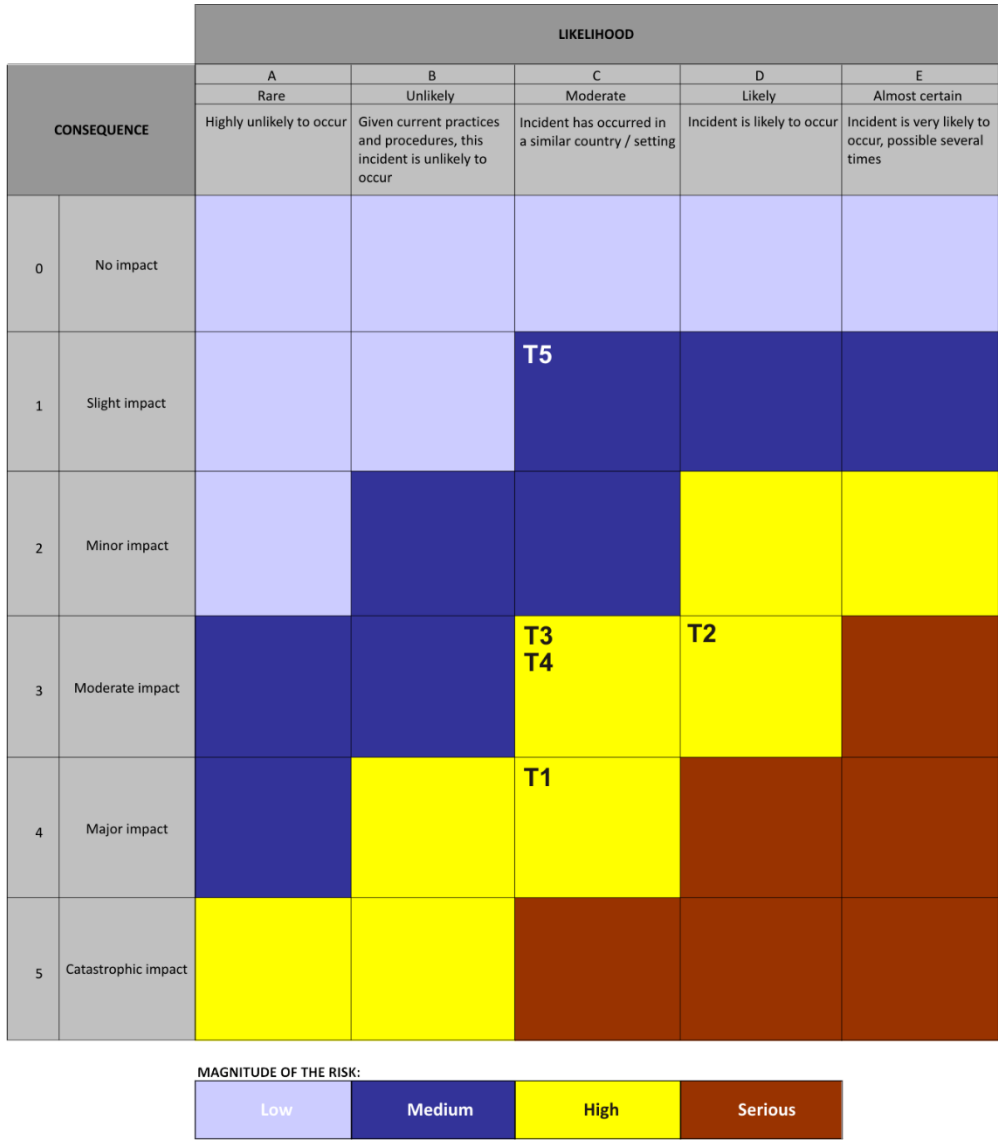 LIKELIHOOD
CONSEQUENCE
A
B
C
D
E
Rare
Unlikely
Moderate
Likely
Almost certain
Highly unlikely to occur
Given current practices
and procedures, this
incident is unlikely to
occur
Incident has occurred in
a similar country / setting
Incident is likely to occur
Incident is very likely to
occur, possible several
times
0
No impact
1
Slight impact
T5
2
Minor impact
3
Moderate impact
T3
T4
T2
4
Major impact
T1
5
Catastrophic impact
MAGNITUDE OF THE RISK:
Low
Medium
High
Serious